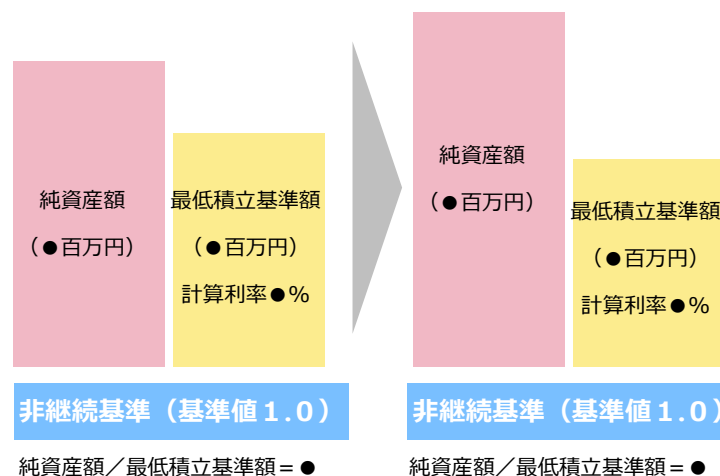 純資産額
（●百万円）
最低積立基準額
（●百万円）
計算利率●%
非継続基準（基準値１.０）
純資産額／最低積立基準額＝●
純資産額
（●百万円）
最低積立基準額
（●百万円）
計算利率●%
非継続基準（基準値１.０）
純資産額／最低積立基準額＝●